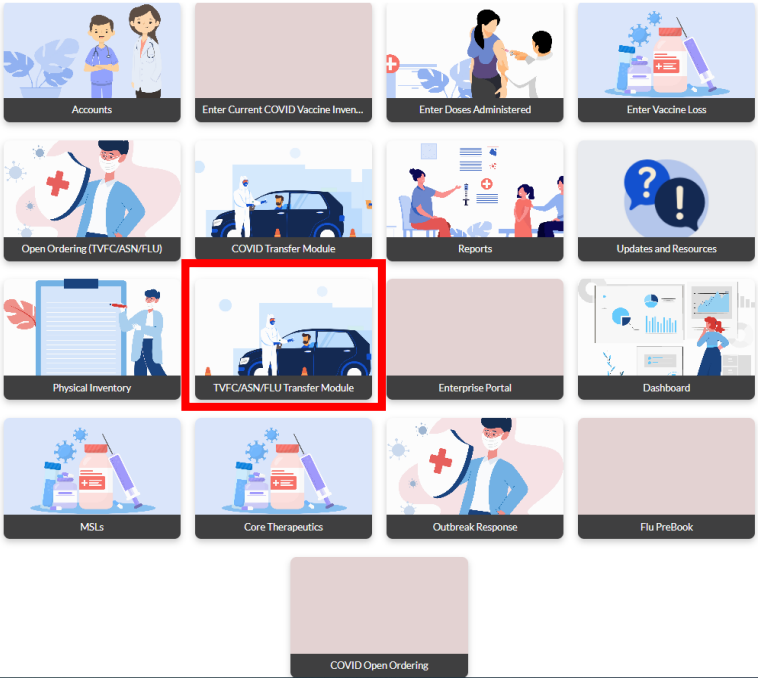 Accounts
Enter Current COVID Vaccine Inven...
Enter Doses Administered
Enter Vaccine Loss
Open Ordering (TVFC/ASN/FLU)
COVID Transfer Module
Reports
Updates and Resources
Physical Inventory
TVFC/ASN/FLU Transfer Module
Enterprise Portal
Dashboard
MSLs
Core Therapeutics
Outbreak Response
Flu PreBook
COVID Open Ordering